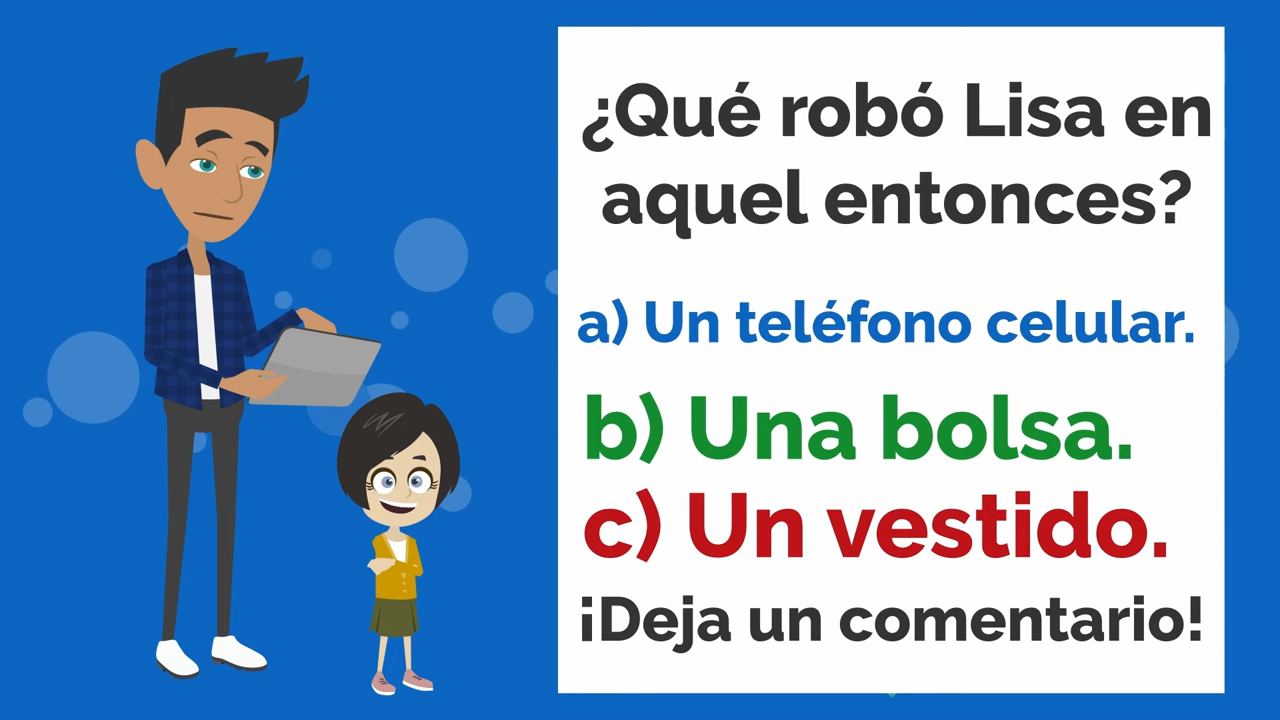 ¿Qué robó Lisa en
aquel entonces?
a) Un teléfono celular.
b) Una bolsa.
c) Un vestido.
¡Deja un comentario!